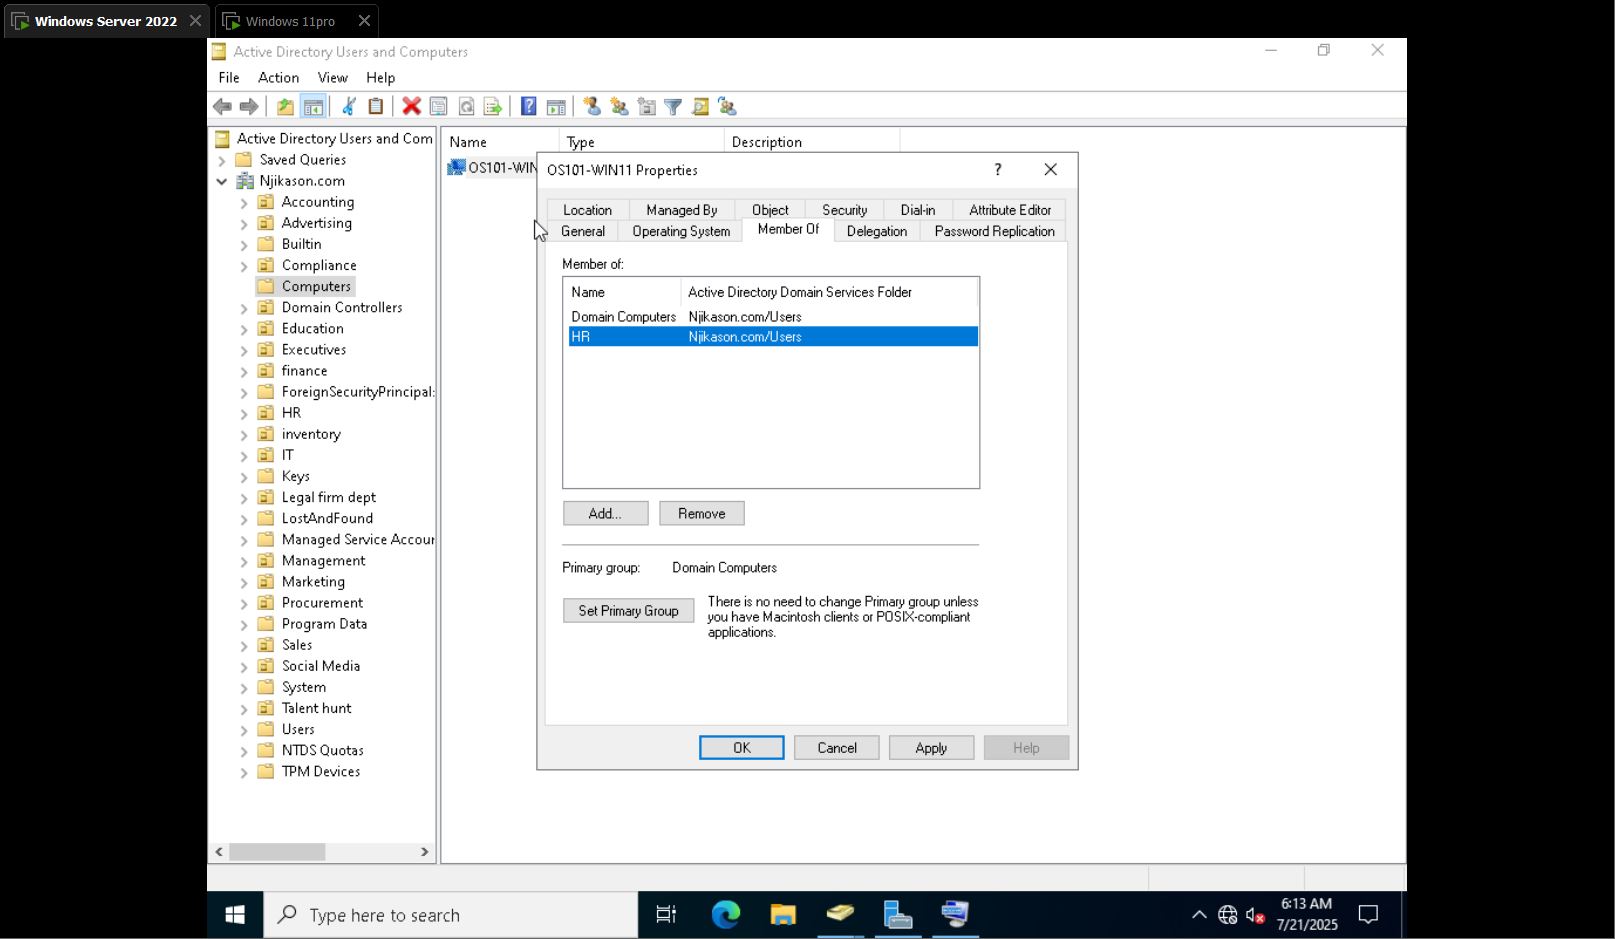 Windows Server 2022
Windows 11pro
Active Directory Users and Computers
File Action View Help
Active Directory Users and Com
Saved Queries
Njikason.com
Accounting
Advertising
Builtin
Compliance
Computers
Domain Controllers
Education
Executives
finance
ForeignSecurityPrincipal:
HR
inventory
IT
Keys
Legal firm dept
LostAndFound
Managed Service Accour
Management
Marketing
Procurement
Program Data
Sales
Social Media
System
Talent hunt
Users
NTDS Quotas
TPM Devices
Name Type Description
OS101-WIN
OS101-WIN11 Properties
?
Location Managed By Object Security Dial-in Attribute Editor
General Operating System Member Of Delegation Password Replication
Member of:
Name Active Directory Domain Services Folder
Domain Computers Njikason.com/Users
HR Njikason.com/Users
Add... Remove
Primary group: Domain Computers
Set Primary Group
There is no need to change Primary group unless
you have Macintosh clients or POSIX-compliant
applications.
OK Cancel Apply Help
Type here to search
6:13 AM
7/21/2025